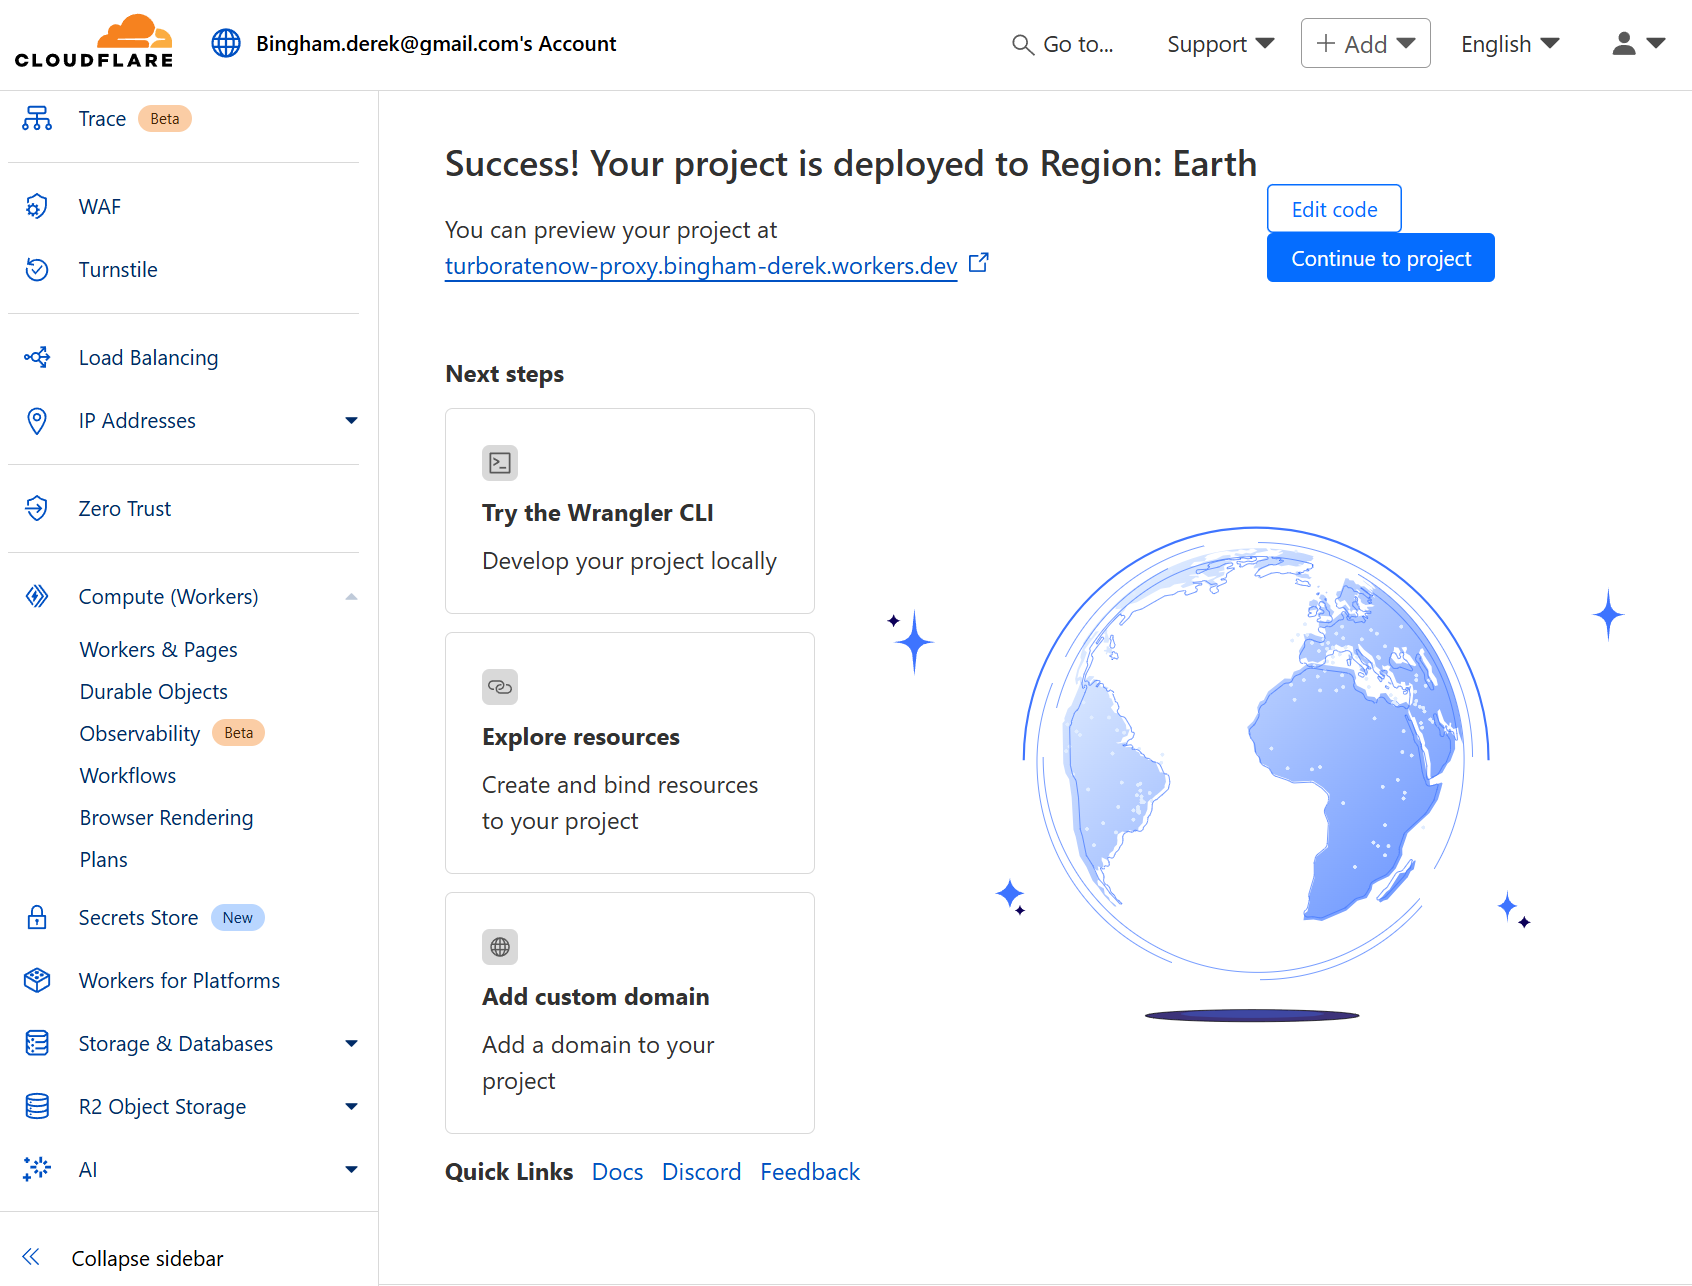 CLOUDFLARE
Bingham.derek@gmail.com's Account
Go to...
Support
+ Add
English
Trace Beta
WAF
Turnstile
Load Balancing
IP Addresses
Zero Trust
Compute (Workers)
Workers & Pages
Durable Objects
Observability Beta
Workflows
Browser Rendering
Plans
Secrets Store New
Workers for Platforms
Storage & Databases
R2 Object Storage
AI
Collapse sidebar
Success! Your project is deployed to Region: Earth
You can preview your project at
turboratenow-proxy.bingham-derek.workers.dev
Edit code
Continue to project
Next steps
Try the Wrangler CLI
Develop your project locally
Explore resources
Create and bind resources
to your project
Add custom domain
Add a domain to your
project
Quick Links Docs Discord Feedback